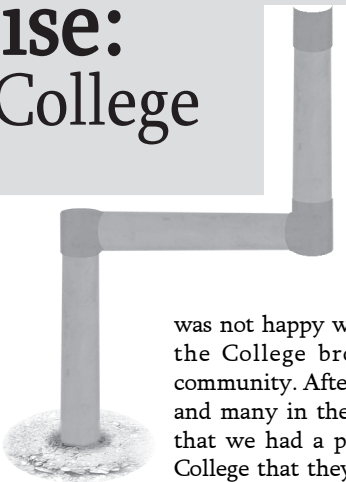 College
was not happy w
the College bro
community. Afte
and many in the
that we had a p
College that they